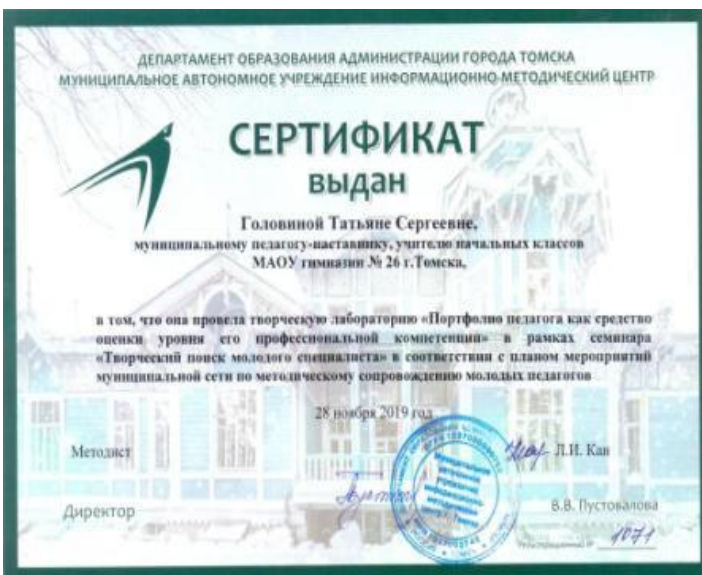 ДЕПАРТАМЕНТ ОБРАЗОВАНИЯ АДМИНИСТРАЦИИ ГОРОДА ТОМСКА
МУНИЦИПАЛЬНОЕ АВТОНОМНОЕ УЧРЕЖДЕНИЕ ИНФОРМАЦИОННО-МЕТОДИЧЕСКИЙ ЦЕНТР
СЕРТИФИКАТ
выдан
Головиной Татьяне Сергеевне,
муниципальному педагогу-наставнику, учителю начальных классов
МАОУ гимназии № 26 г.Томска,
в том, что она провела творческую лабораторию «Портфолио педагога как средство
оценки уровня его профессиональной компетенции» в рамках семинара
«Творческий поиск молодого специалиста» в соответствии с планом мероприятий
муниципальной сети по методическому сопровождению молодых педагогов
28 ноября 2019 год
Методист Л.И. Кан
Директор В.В. Пустовалова
Регистрационный № 1071